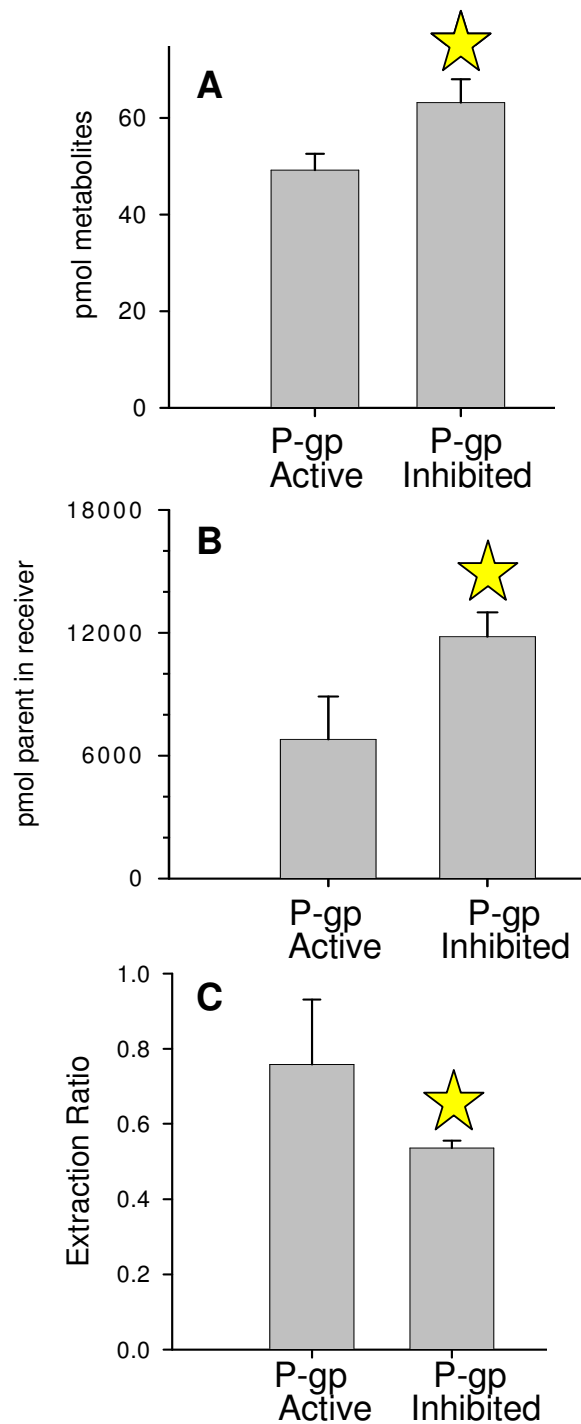 A
pmol metabolites
60
40
20
0
P-gp Active
P-gp Inhibited
B
pmol parent in receiver
18000
12000
6000
0
P-gp Active
P-gp Inhibited
C
Extraction Ratio
1.0
0.8
0.6
0.4
0.2
0.0
P-gp Active
P-gp Inhibited